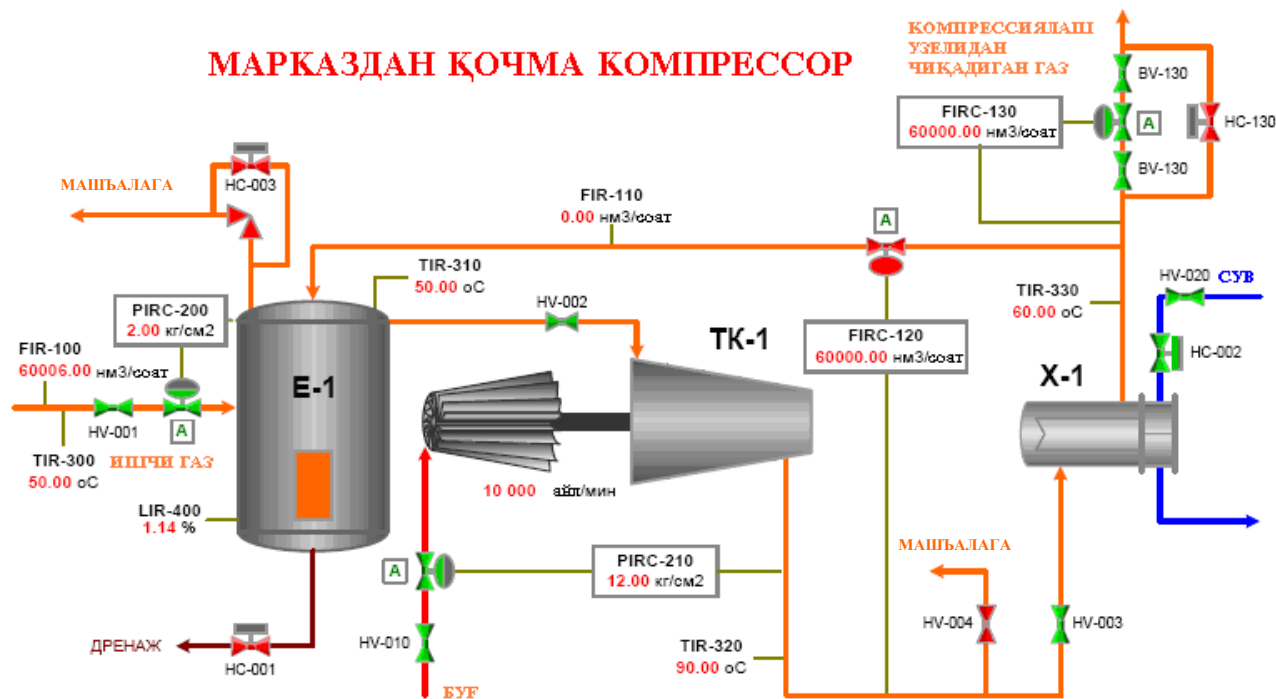 МАРКАЗДАН ҚОЧМА КОМПРЕССОР
КОМПРЕССИЯЛАШ
УЗЕЛИДАН
ЧИҚАДИГАН ГАЗ
BV-130
FIRC-130
60000.00 нм3/соат
A
HC-130
BV-130
HC-003
МАШЪАЛАГА
FIR-110
0.00 нм3/соат
A
TIR-310
50.00 oC
HV-002
PIRC-200
2.00 кг/см2
FIR-100
60006.00 нм3/соат
HV-001
A
TIR-300
50.00 oC
ИШЧИ ГАЗ
E-1
LIR-400
1.14 %
ТК-1
10 000 айл/мин
FIRC-120
60000.00 нм3/соат
TIR-330
60.00 oC
HV-020
СУВ
HC-002
X-1
A
PIRC-210
12.00 кг/см2
МАШЪАЛАГА
HV-004
HV-003
ДРЕНАЖ
HC-001
HV-010
TIR-320
90.00 oC
БУҒ